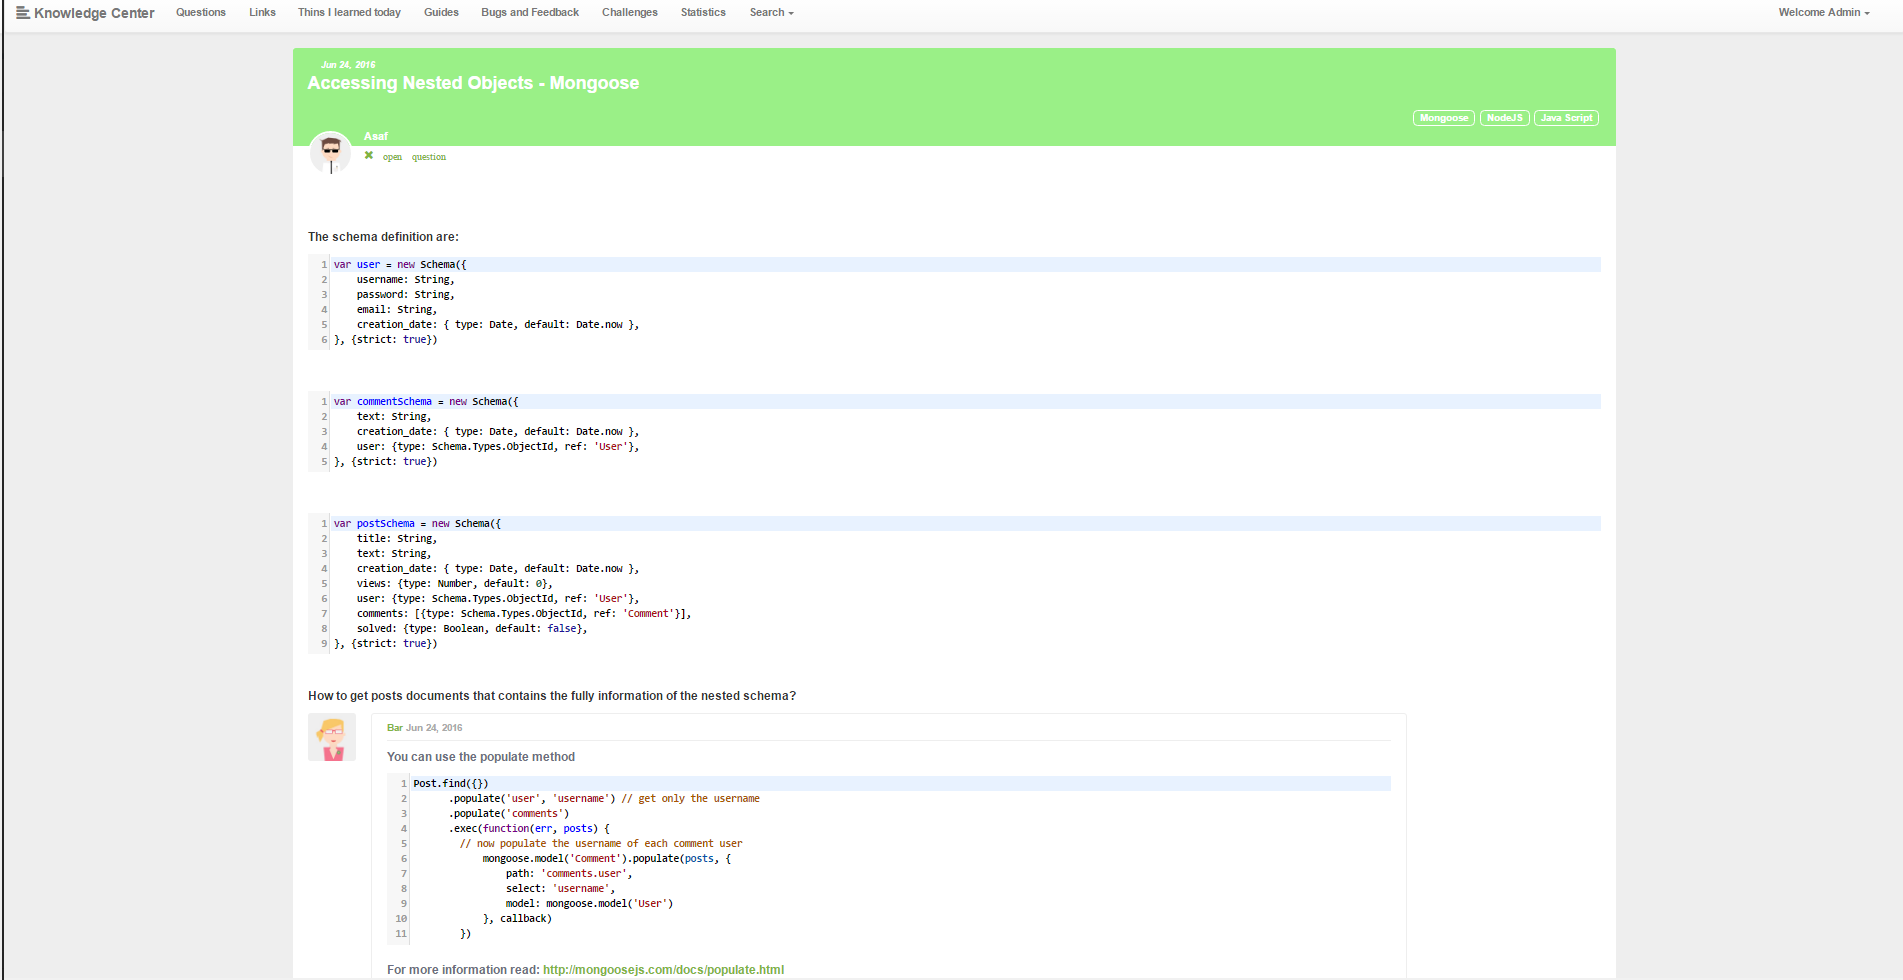 Knowledge Center Questions Links Thins I learned today Guides Bugs and Feedback Challenges Statistics Search Welcome Admin
Jun 24, 2016
Accessing Nested Objects - Mongoose
Mongoose NodeJS Java Script
Asaf
open question
The schema definition are:
1 var user = new Schema({
2     username: String,
3     password: String,
4     email: String,
5     creation_date: { type: Date, default: Date.now },
6 }, {strict: true})
1 var commentSchema = new Schema({
2     text: String,
3     creation_date: { type: Date, default: Date.now },
4     user: {type: Schema.Types.ObjectId, ref: 'User'},
5 }, {strict: true})
1 var postSchema = new Schema({
2     title: String,
3     text: String,
4     creation_date: { type: Date, default: Date.now },
5     views: {type: Number, default: 0},
6     user: {type: Schema.Types.ObjectId, ref: 'User'},
7     comments: [{type: Schema.Types.ObjectId, ref: 'Comment'}],
8     solved: {type: Boolean, default: false},
9 }, {strict: true})
How to get posts documents that contains the fully information of the nested schema?
Bar Jun 24, 2016
You can use the populate method
1 Post.find({})
2       .populate('user', 'username') // get only the username
3       .populate('comments')
4       .exec(function(err, posts) {
5         // now populate the username of each comment user
6             mongoose.model('Comment').populate(posts, {
7                 path: 'comments.user',
8                 select: 'username',
9                 model: mongoose.model('User')
10             }, callback)
11         })
For more information read: http://mongoosejs.com/docs/populate.html